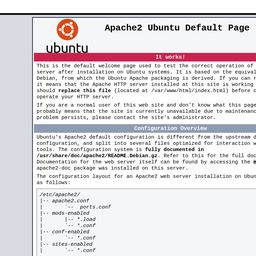 Apache2 Ubuntu Default Page
ubuntu
It works!
This is the default welcome page used to test the correct operation of
server after installation on Ubuntu systems. It is based on the equival
Debian, from which the Ubuntu Apache packaging is derived. If you can r
it means that the Apache HTTP server installed at this site is working
should replace this file (located at /var/www/html/index.html) before c
operate your HTTP server.
If you are a normal user of this web site and don't know what this page
probably means that the site is currently unavailable due to maintenanc
problem persists, please contact the site's administrator.
Configuration Overview
Ubuntu's Apache2 default configuration is different from the upstream d
configuration, and split into several files optimized for interaction w
tools. The configuration system is fully documented in
/usr/share/doc/apache2/README.Debian.gz. Refer to this for the full doc
Documentation for the web server itself can be found by accessing the m
apache2-doc package was installed on this server.
The configuration layout for an Apache2 web server installation on Ubun
as follows:
/etc/apache2/
|-- apache2.conf
| `-- ports.conf
|-- mods-enabled
| |-- *.load
| `-- *.conf
|-- conf-enabled
| `-- *.conf
|-- sites-enabled
| `-- *.conf